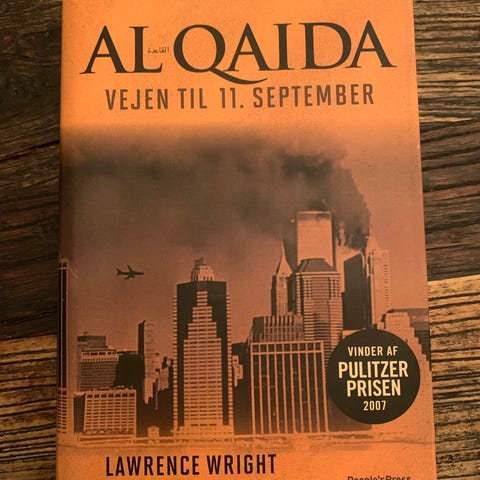 القاعدة
AL QAIDA
VEJEN TIL 11. SEPTEMBER
VINDER AF
PULITZER
PRISEN
2007
LAWRENCE WRIGHT
People'sPress